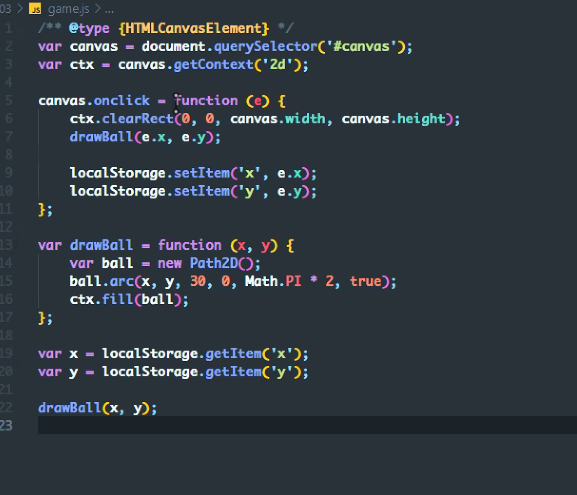 03 > JS game.js > ...
1 /** @type {HTMLCanvasElement} */
2 var canvas = document.querySelector('#canvas');
3 var ctx = canvas.getContext('2d');
4
5 canvas.onclick = function (e) {
6     ctx.clearRect(0, 0, canvas.width, canvas.height);
7     drawBall(e.x, e.y);
8
9     localStorage.setItem('x', e.x);
10     localStorage.setItem('y', e.y);
11 };
12
13 var drawBall = function (x, y) {
14     var ball = new Path2D();
15     ball.arc(x, y, 30, 0, Math.PI * 2, true);
16     ctx.fill(ball);
17 };
18
19 var x = localStorage.getItem('x');
20 var y = localStorage.getItem('y');
21
22 drawBall(x, y);
23